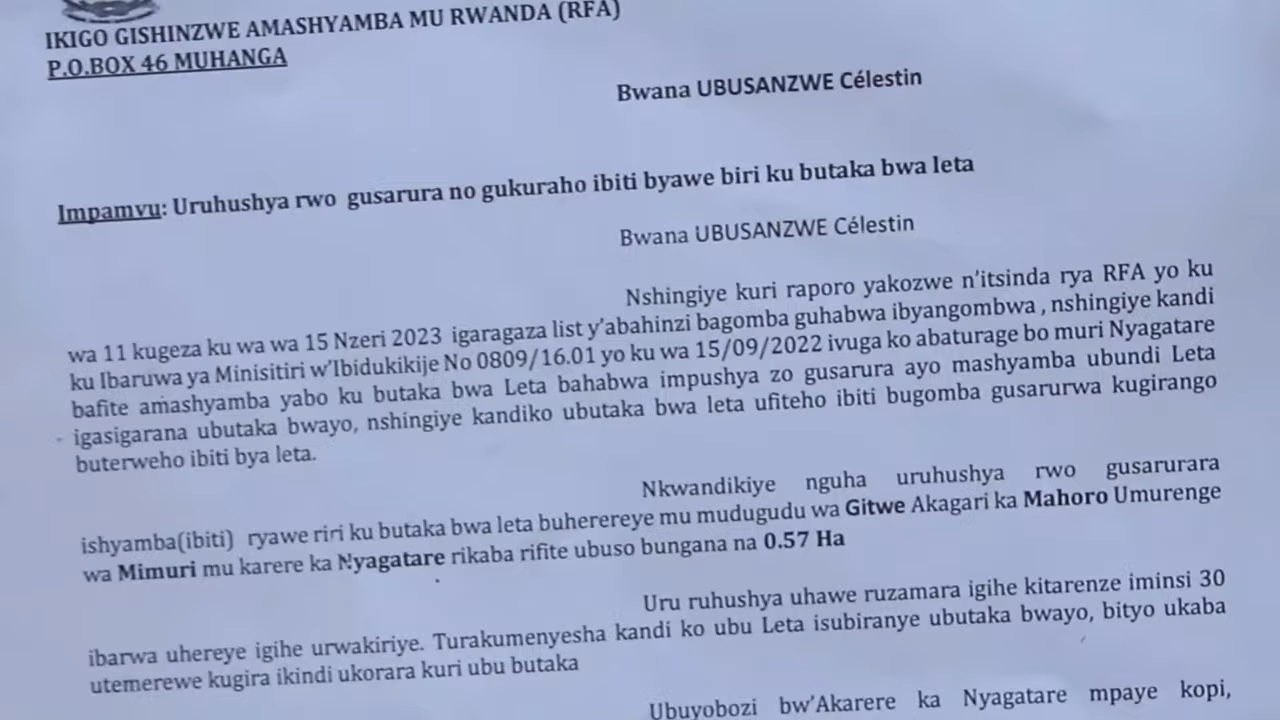 IKIGO GISHINZWE AMASHYAMBA MU RWANDA (RFA)
P.O.BOX 46 MUHANGA
Bwana UBUSANZWE Célestin
Impamvu: Uruhushya rwo gusarura no gukuraho ibiti byawe biri ku butaka bwa leta
Bwana UBUSANZWE Célestin
Nshingiye kuri raporo yakozwe n'itsinda rya RFA yo ku
wa 11 kugeza ku wa wa 15 Nzeri 2023 igaragaza list y'abahinzi bagomba guhabwa ibyangombwa , nshingiye kandi
ku Ibaruwa ya Minisitiri w'Ibidukikije No 0809/16.01 yo ku wa 15/09/2022 ivuga ko abaturage bo muri Nyagatare
bafite amashyamba yabo ku butaka bwa Leta bahabwa impushya zo gusarura ayo mashyamba ubundi Leta
igasigarana ubutaka bwayo, nshingiye kandiko ubutaka bwa leta ufiteho ibiti bugomba gusarurwa kugirango
buterweho ibiti bya leta.
Nkwandikiye nguha uruhushya rwo gusarurara
ishyamba(ibiti) ryawe riri ku butaka bwa leta buherereye mu mudugudu wa Gitwe Akagari ka Mahoro Umurenge
wa Mimuri mu karere ka Nyagatare rikaba rifite ubuso bungana na 0.57 Ha
Uru ruhushya uhawe ruzamara igihe kitarenze iminsi 30
ibarwa uhereye igihe urwakiriye. Turakumenyesha kandi ko ubu Leta isubiranye ubutaka bwayo, bityo ukaba
utemerewe kugira ikindi ukorara kuri ubu butaka
Ubuyobozi bw'Akarere ka Nyagatare mpaye kopi,